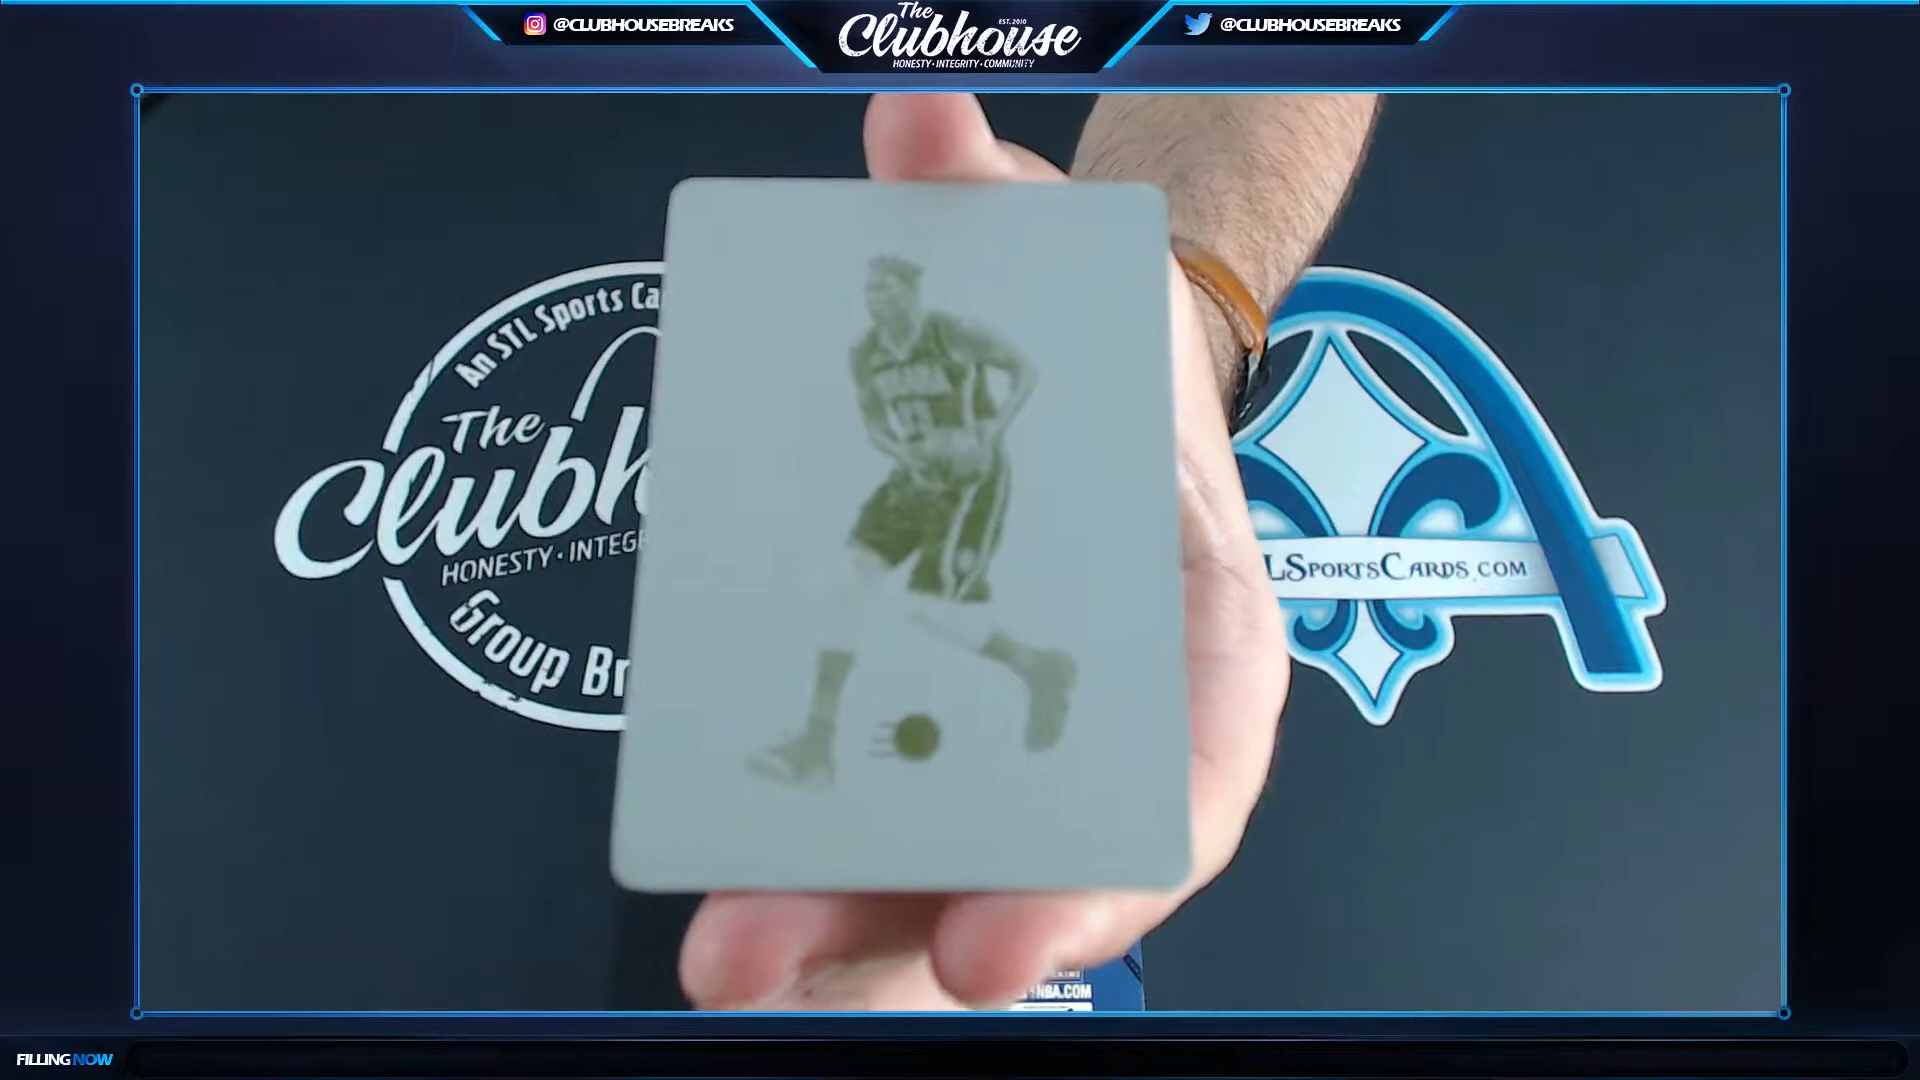 @CLUBHOUSEBREAKS
The
EST. 2010
Clubhouse
HONESTY·INTEGRITY·COMMUNITY
@CLUBHOUSEBREAKS
An STL Sports Ca
The
Clubh
HONESTY·INTEGR
Group Br
LSPORTSCARDS.COM
NBA.COM
FILLING NOW